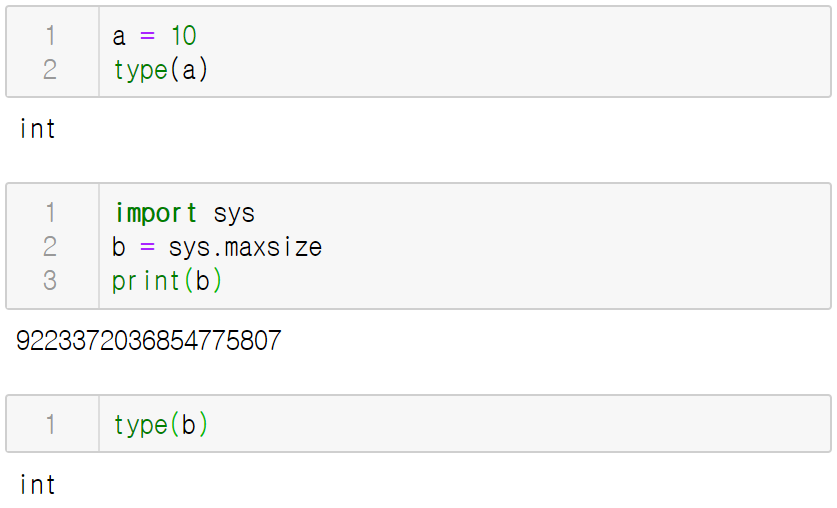 1 a = 10
2 type(a)
int
1 import sys
2 b = sys.maxsize
3 print(b)
9223372036854775807
1 type(b)
int